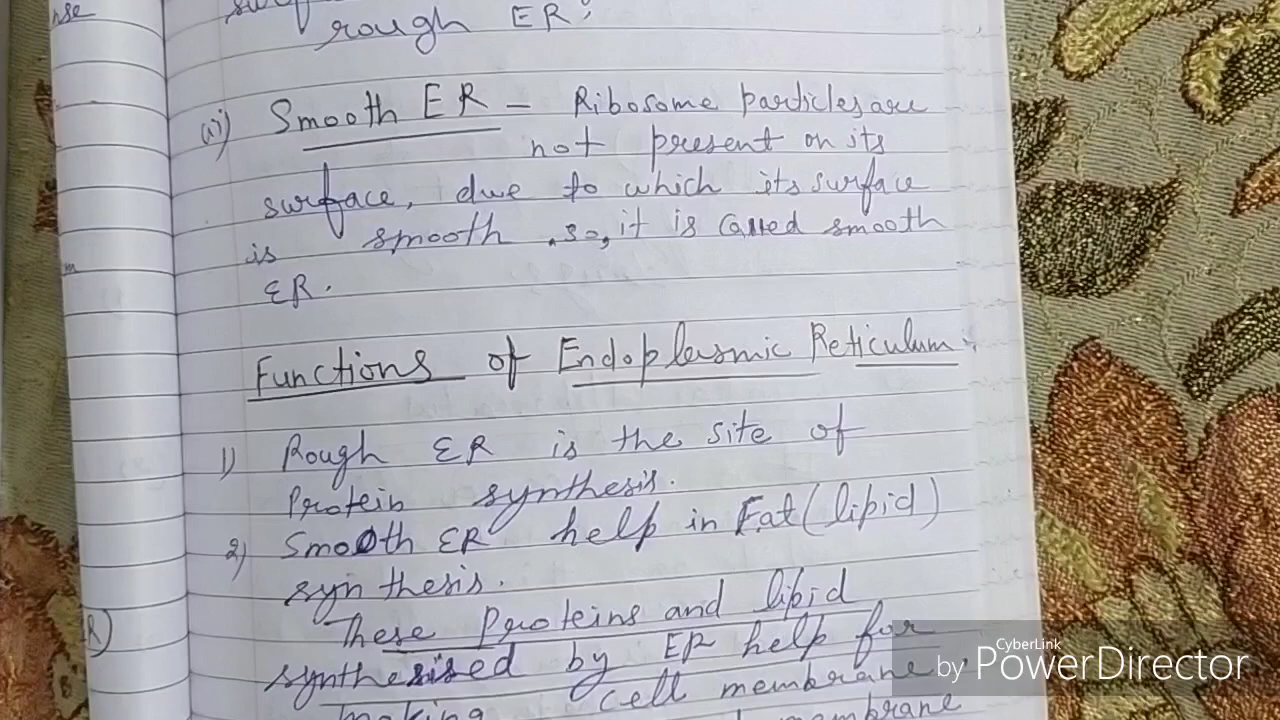 rough ER.
(ii) Smooth ER - Ribosome particles are
not present on its
surface, due to which its surface
is smooth, so, it is called smooth
ER.
Functions of Endoplasmic Reticulum:
1) Rough ER is the site of
Protein synthesis.
2) Smooth ER help in Fat (lipid)
synthesis.
These Proteins and lipid
synthesised by ER help for
making cell membrane.
membrane
CyberLink
by PowerDirector